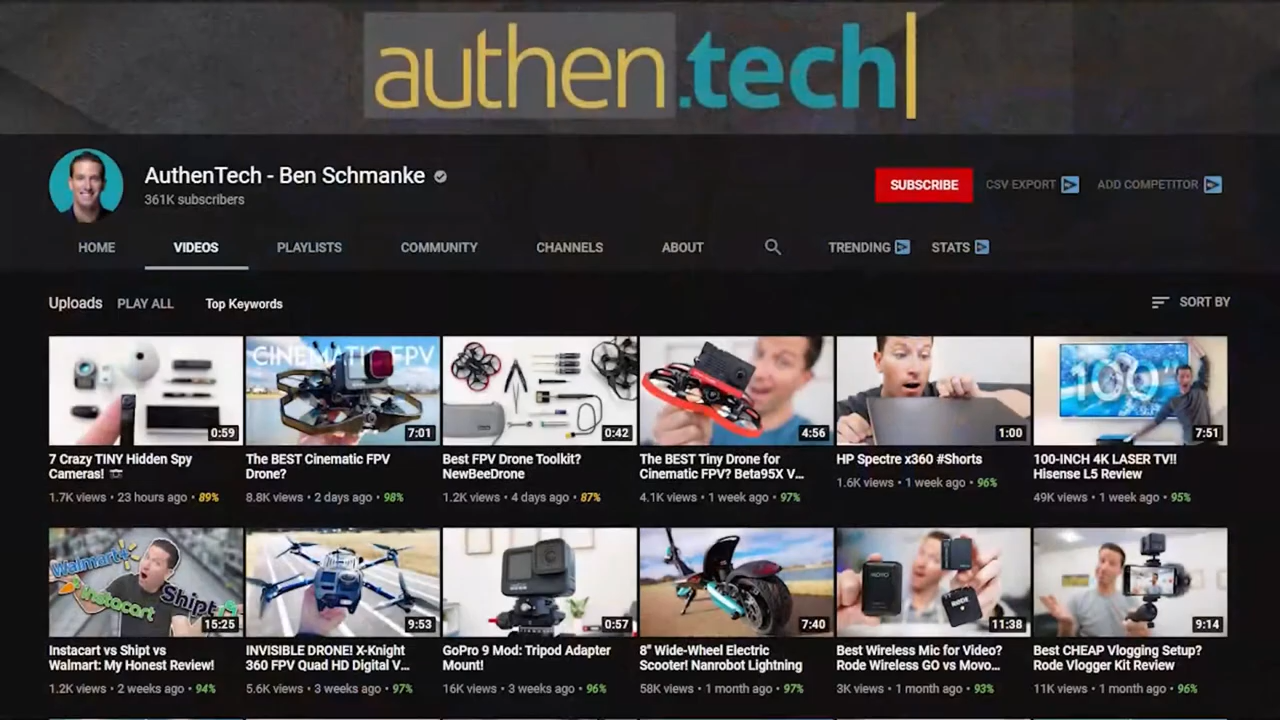 authen.tech
AuthenTech - Ben Schmanke
361K subscribers
SUBSCRIBE
CSV EXPORT
ADD COMPETITOR
HOME
VIDEOS
PLAYLISTS
COMMUNITY
CHANNELS
ABOUT
TRENDING
STATS
Uploads
PLAY ALL
Top Keywords
SORT BY
0:59
CINEMATIC FPV
7:01
0:42
4:56
1:00
100"
7:51
7 Crazy TINY Hidden Spy
Cameras!
1.7K views • 23 hours ago • 89%
The BEST Cinematic FPV
Drone?
8.8K views • 2 days ago • 98%
Best FPV Drone Toolkit?
NewBeeDrone
1.2K views • 4 days ago • 87%
The BEST Tiny Drone for
Cinematic FPV? Beta95X V...
4.1K views • 1 week ago • 97%
HP Spectre x360 #Shorts
1.6K views • 1 week ago • 96%
100-INCH 4K LASER TV!!
Hisense L5 Review
49K views • 1 week ago • 95%
Walmart
instacart
Shipt
15:25
9:53
0:57
7:40
11:38
9:14
Instacart vs Shipt vs
Walmart: My Honest Review!
1.2K views • 2 weeks ago • 94%
INVISIBLE DRONE! X-Knight
360 FPV Quad HD Digital V...
5.6K views • 3 weeks ago • 97%
GoPro 9 Mod: Tripod Adapter
Mount!
16K views • 3 weeks ago • 96%
8" Wide-Wheel Electric
Scooter! Nanrobot Lightning
58K views • 1 month ago • 97%
Best Wireless Mic for Video?
Rode Wireless GO vs Movo...
3K views • 1 month ago • 93%
Best CHEAP Vlogging Setup?
Rode Vlogger Kit Review
11K views • 1 month ago • 96%